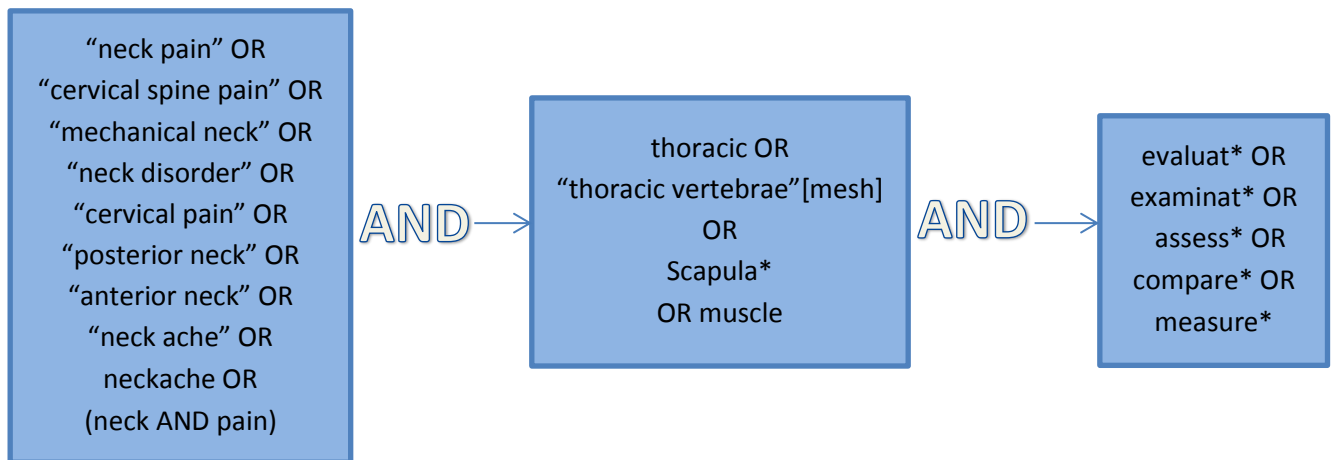 “neck pain” OR
“cervical spine pain” OR
“mechanical neck” OR
“neck disorder” OR
“cervical pain” OR
“posterior neck” OR
“anterior neck” OR
“neck ache” OR
neckache OR
(neck AND pain)
AND
thoracic OR
“thoracic vertebrae”[mesh]
OR
Scapula*
OR muscle
AND
evaluat* OR
examinat* OR
assess* OR
compare* OR
measure*